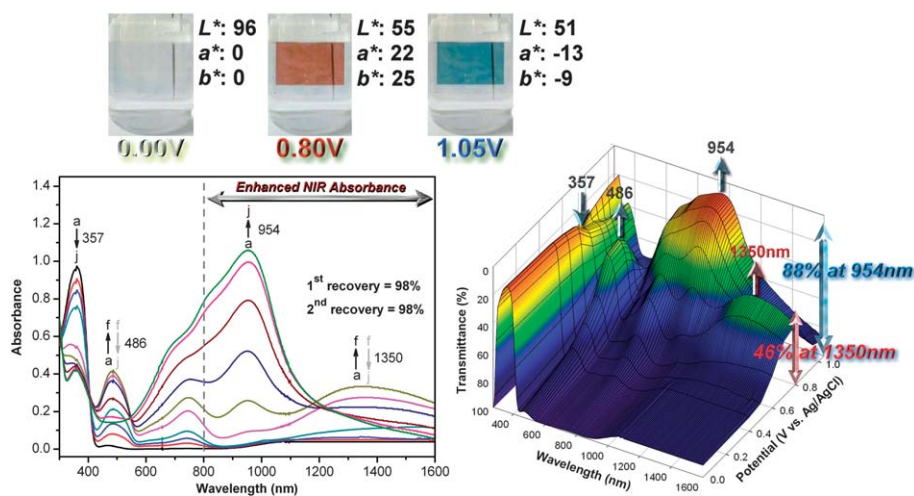 L*: 96
a*: 0
b*: 0
L*: 55
a*: 22
b*: 25
L*: 51
a*: -13
b*: -9
0.00V
0.80V
1.05V
Enhanced NIR Absorbance
a
j
357
f f
a
486
j
a
954
1st recovery = 98%
2nd recovery = 98%
f f
a j
1350
1.4
1.2
1.0
0.8
0.6
0.4
0.2
0.0
Absorbance
400 600 800 1000 1200 1400 1600
Wavelength (nm)
357
486
954
1350nm
88% at 954nm
46% at 1350nm
0
20
40
60
80
100
Transmittance (%)
400 600 800 1000 1200 1400 1600
Wavelength (nm)
0.0 0.2 0.4 0.6 0.8 1.0
Potential (V vs. Ag/AgCl)